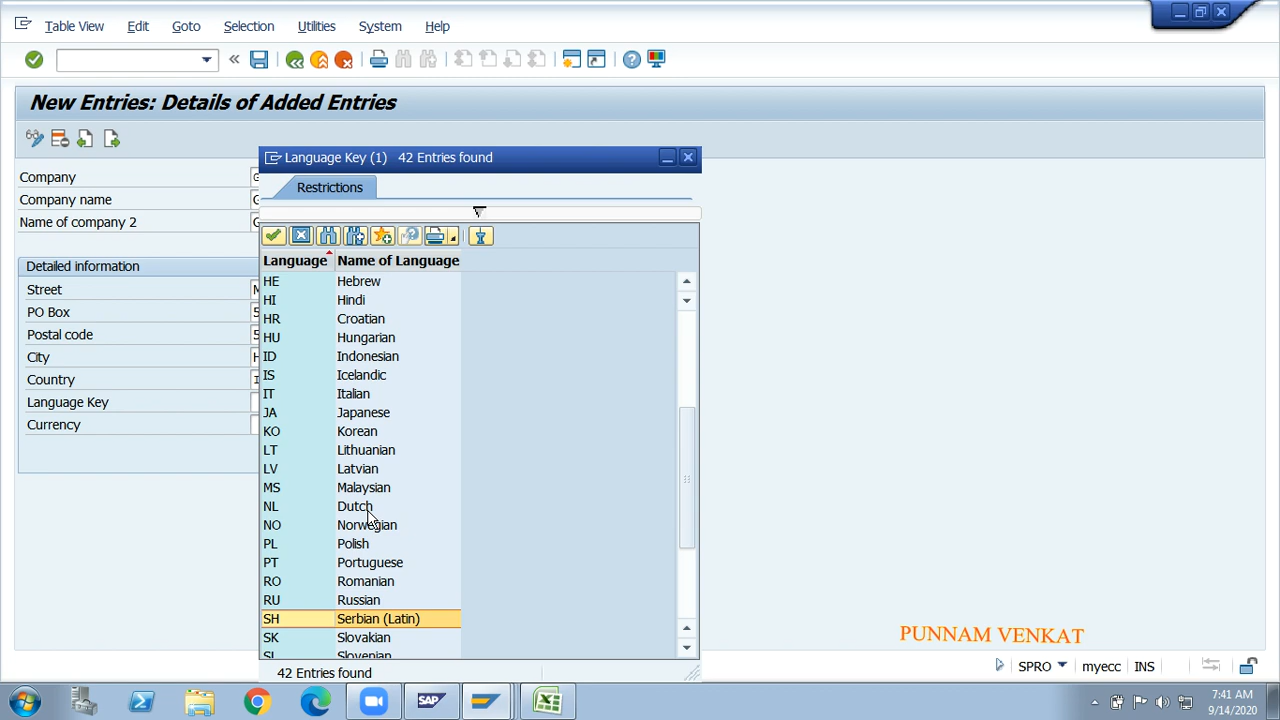 Table View Edit Goto Selection Utilities System Help
New Entries: Details of Added Entries
Company
Company name
Name of company 2
Detailed information
Street
PO Box
Postal code
City
Country
Language Key
Currency
Language Key (1) 42 Entries found
Restrictions
Language Name of Language
HE Hebrew
HI Hindi
HR Croatian
HU Hungarian
ID Indonesian
IS Icelandic
IT Italian
JA Japanese
KO Korean
LT Lithuanian
LV Latvian
MS Malaysian
NL Dutch
NO Norwegian
PL Polish
PT Portuguese
RO Romanian
RU Russian
SH Serbian (Latin)
SK Slovakian
SL Slovenian
42 Entries found
PUNNAM VENKAT
SPRO myecc INS
SAP
7:41 AM
9/14/2020